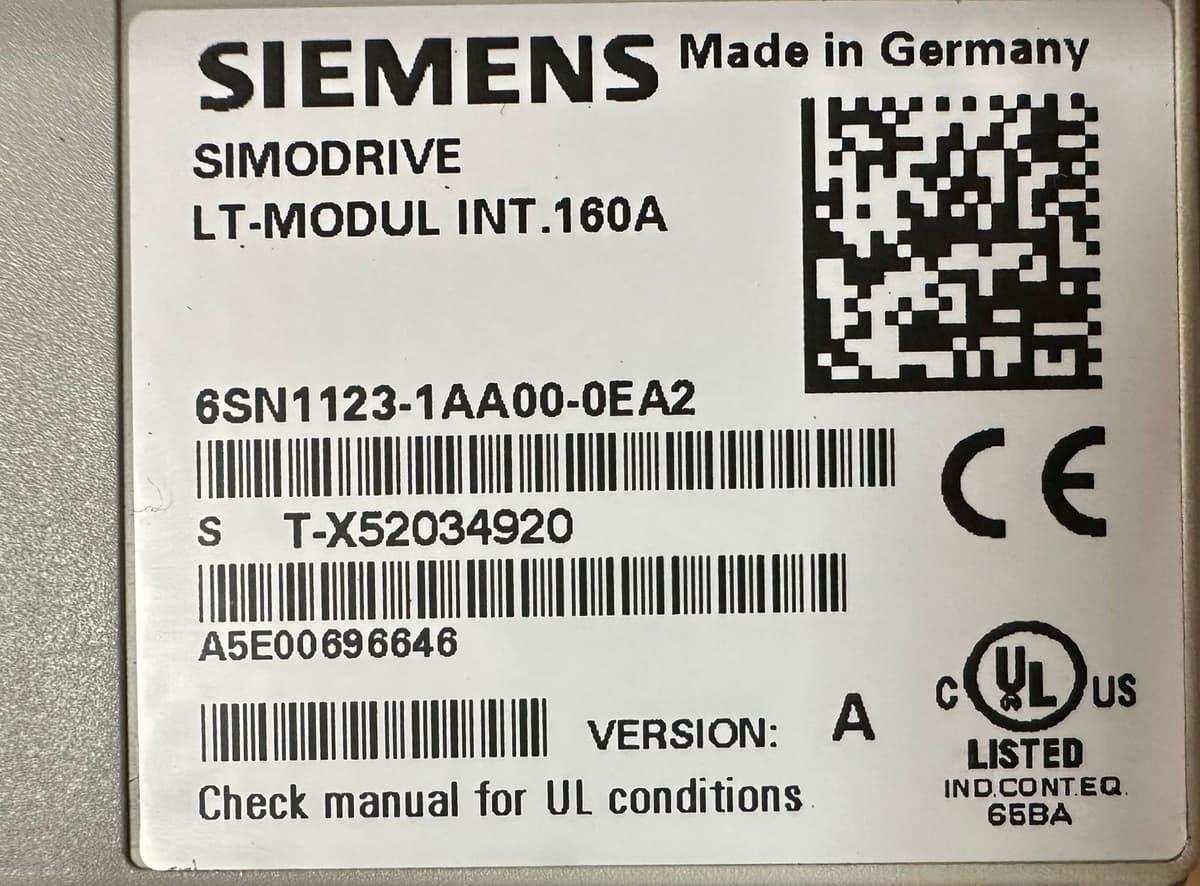 SIEMENS Made in Germany
SIMODRIVE
LT-MODUL INT.160A
6SN1123-1AA00-0EA2
S T-X52034920
A5E00696646
VERSION: A
Check manual for UL conditions
CE
C UL US
LISTED
IND.CONT.EQ.
65BA